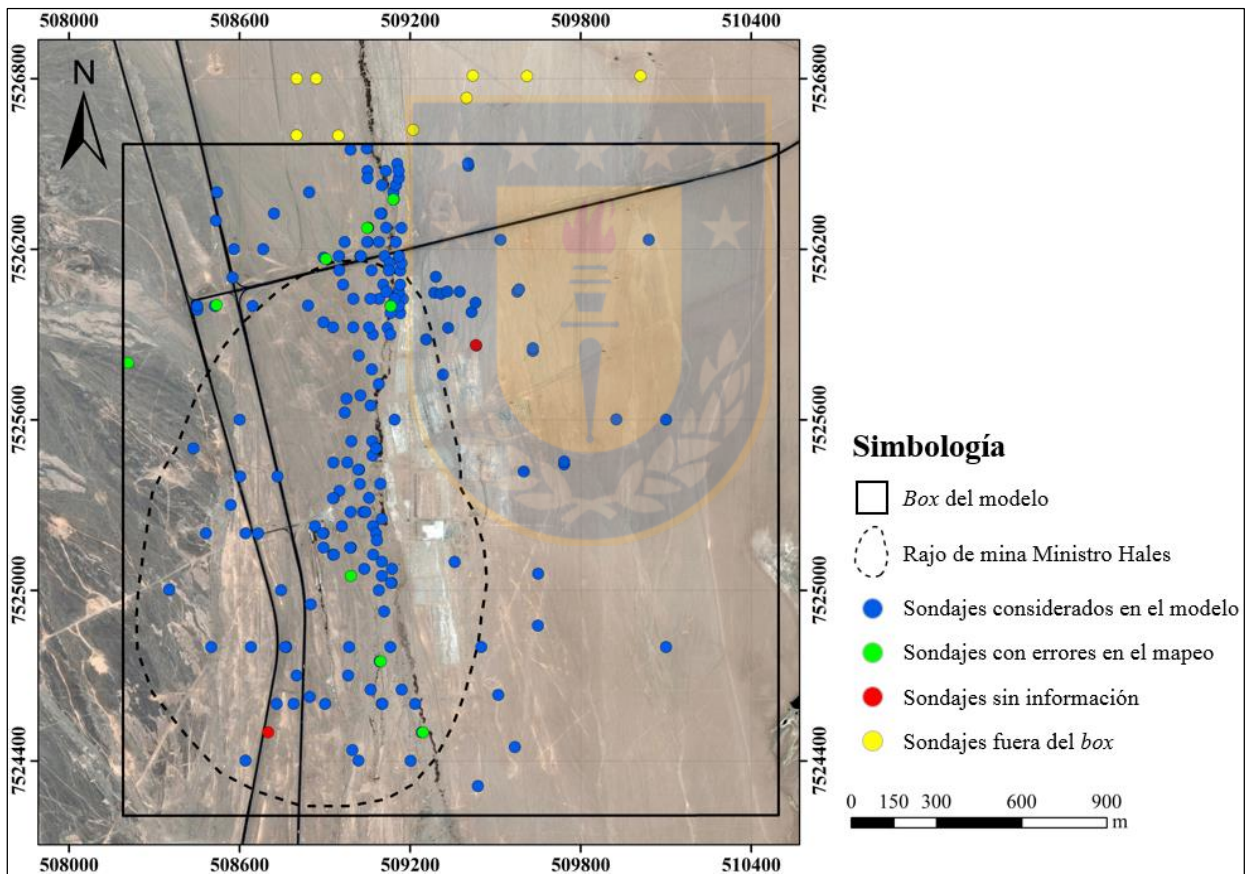 508000 508600 509200 509800 510400
7526800 7526800
N
7526200 7526200
7525600 7525600
7525000 7525000
7524400 7524400
508000 508600 509200 509800 510400
Simbología
Box del modelo
Rajo de mina Ministro Hales
Sondajes considerados en el modelo
Sondajes con errores en el mapeo
Sondajes sin información
Sondajes fuera del box
0 150 300 600 900
m